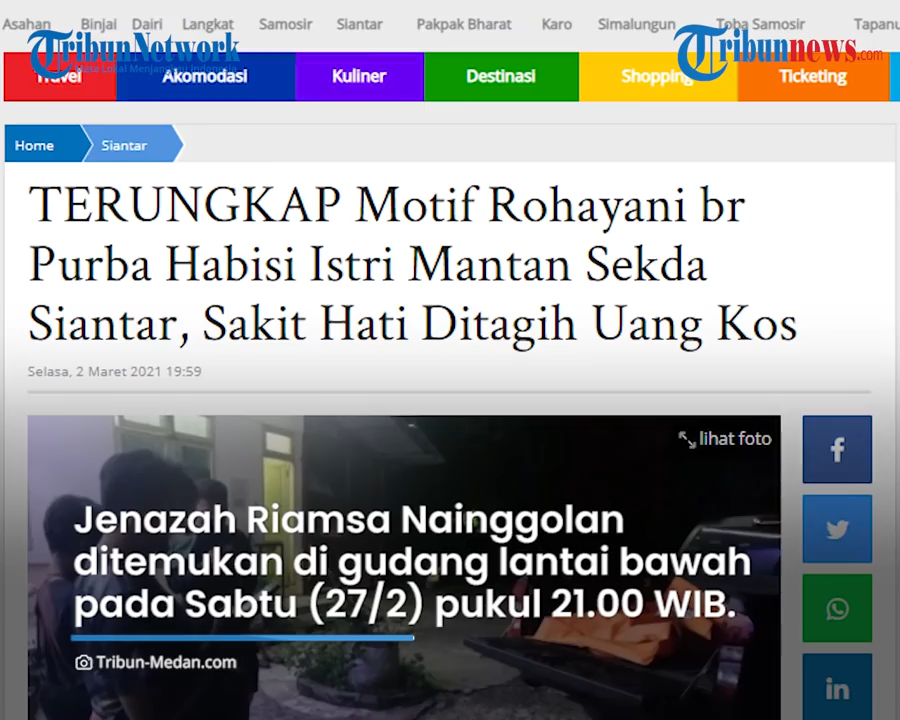 Asahan Binjai Dairi Langkat Samosir Siantar Pakpak Bharat Karo Simalungun Toba Samosir
TribunNetwork
Tribunnews.com
Travel Akomodasi Kuliner Destinasi Shopping Ticketing
Home Siantar
TERUNGKAP Motif Rohayani br
Purba Habisi Istri Mantan Sekda
Siantar, Sakit Hati Ditagih Uang Kos
Selasa, 2 Maret 2021 19:59
lihat foto
Jenazah Riamsa Nainggolan
ditemukan di gudang lantai bawah
pada Sabtu (27/2) pukul 21.00 WIB.
Tribun-Medan.com
f
in